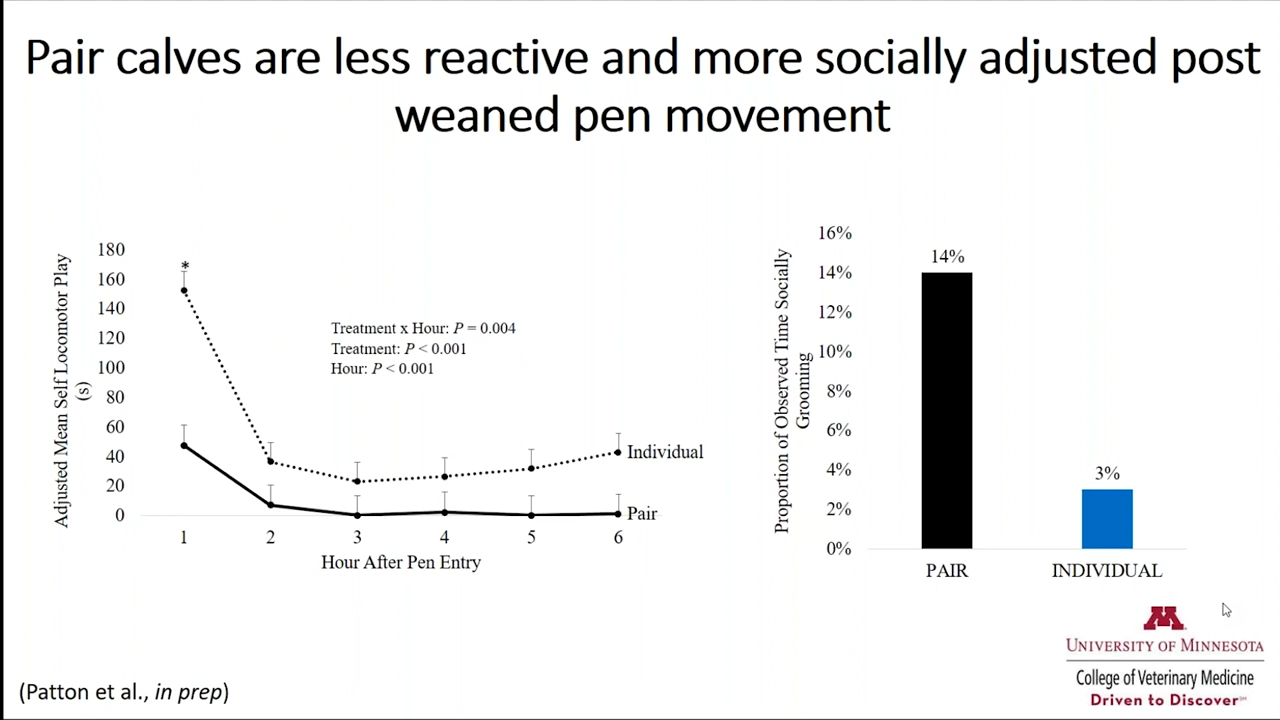 Pair calves are less reactive and more socially adjusted post
weaned pen movement
Adjusted Mean Self Locomotor Play
(s)
180
160
140
120
100
80
60
40
20
0
*
Treatment x Hour: P = 0.004
Treatment: P < 0.001
Hour: P < 0.001
Individual
Pair
1 2 3 4 5 6
Hour After Pen Entry
Proportion of Observed Time Socially
Grooming
16%
14%
12%
10%
8%
6%
4%
2%
0%
14%
3%
PAIR INDIVIDUAL
M
UNIVERSITY OF MINNESOTA
College of Veterinary Medicine
Driven to Discover℠
(Patton et al., in prep)